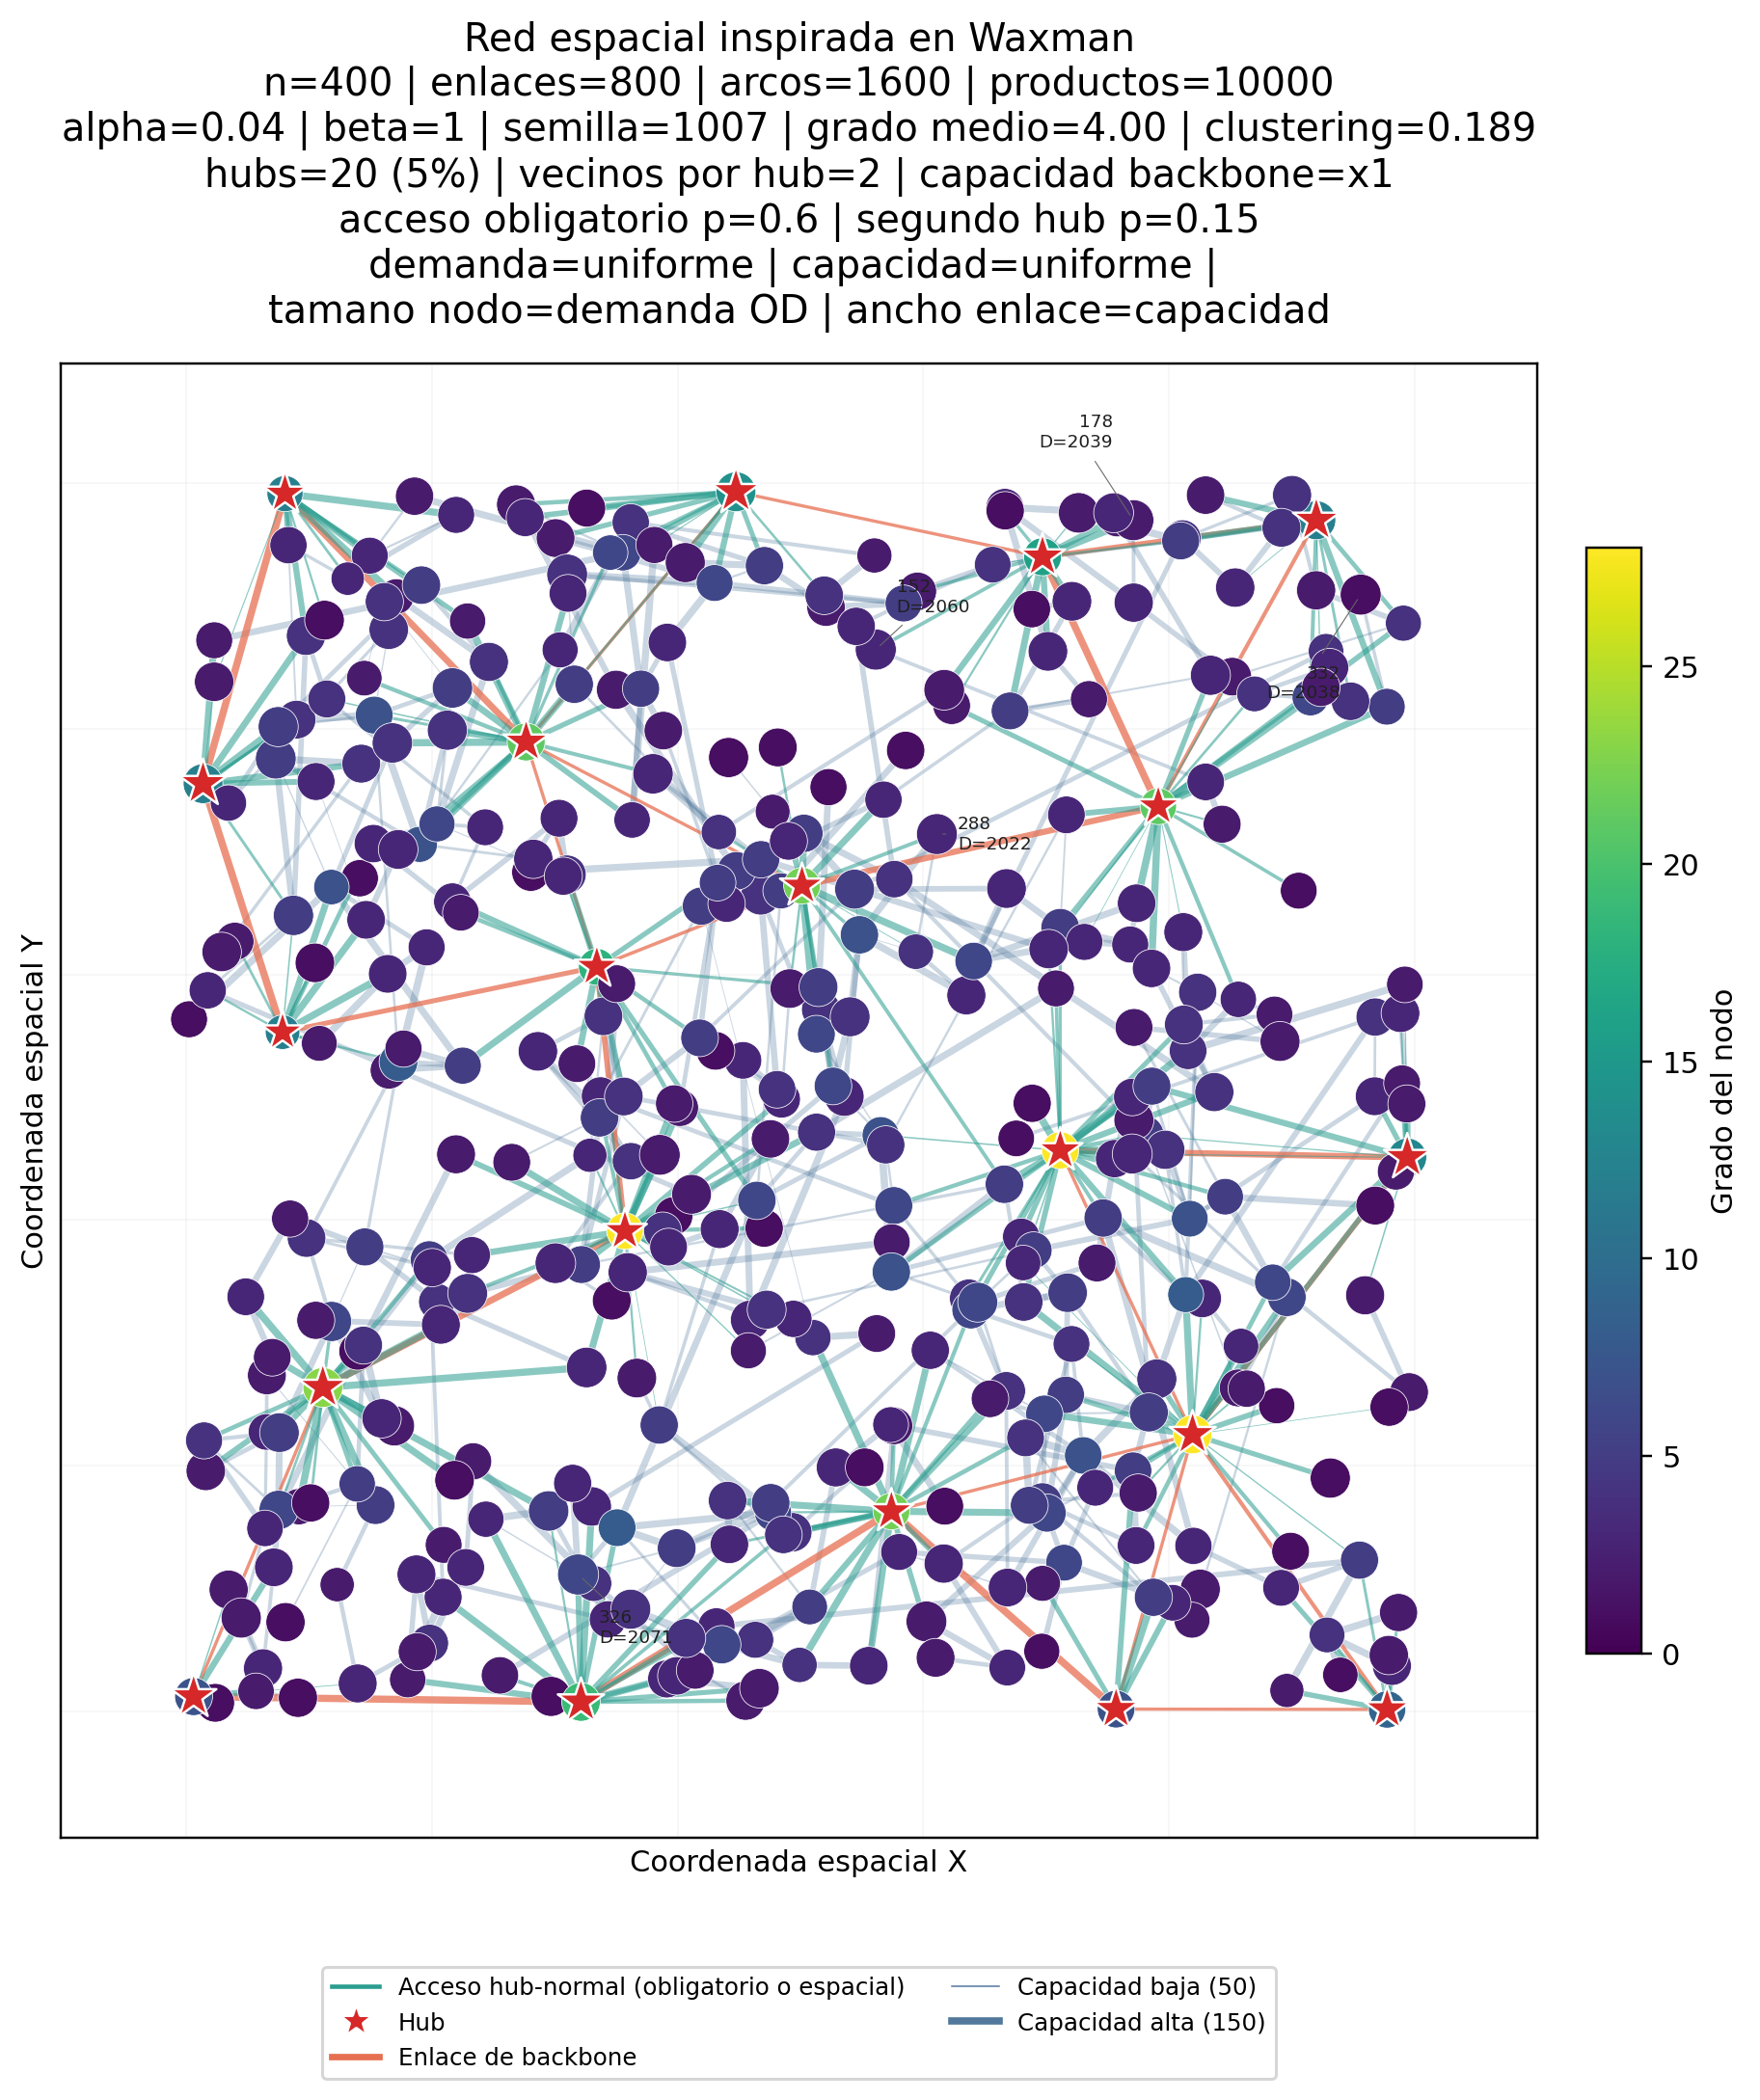 Red espacial inspirada en Waxman
n=400 | enlaces=800 | arcos=1600 | productos=10000
alpha=0.04 | beta=1 | semilla=1007 | grado medio=4.00 | clustering=0.189
hubs=20 (5%) | vecinos por hub=2 | capacidad backbone=x1
acceso obligatorio p=0.6 | segundo hub p=0.15
demanda=uniforme | capacidad=uniforme |
tamano nodo=demanda OD | ancho enlace=capacidad
178
D=2039
152
D=2060
332
D=2038
288
D=2022
326
D=2071
Coordenada espacial Y
Coordenada espacial X
25
20
15
10
5
0
Grado del nodo
Acceso hub-normal (obligatorio o espacial)
Hub
Enlace de backbone
Capacidad baja (50)
Capacidad alta (150)